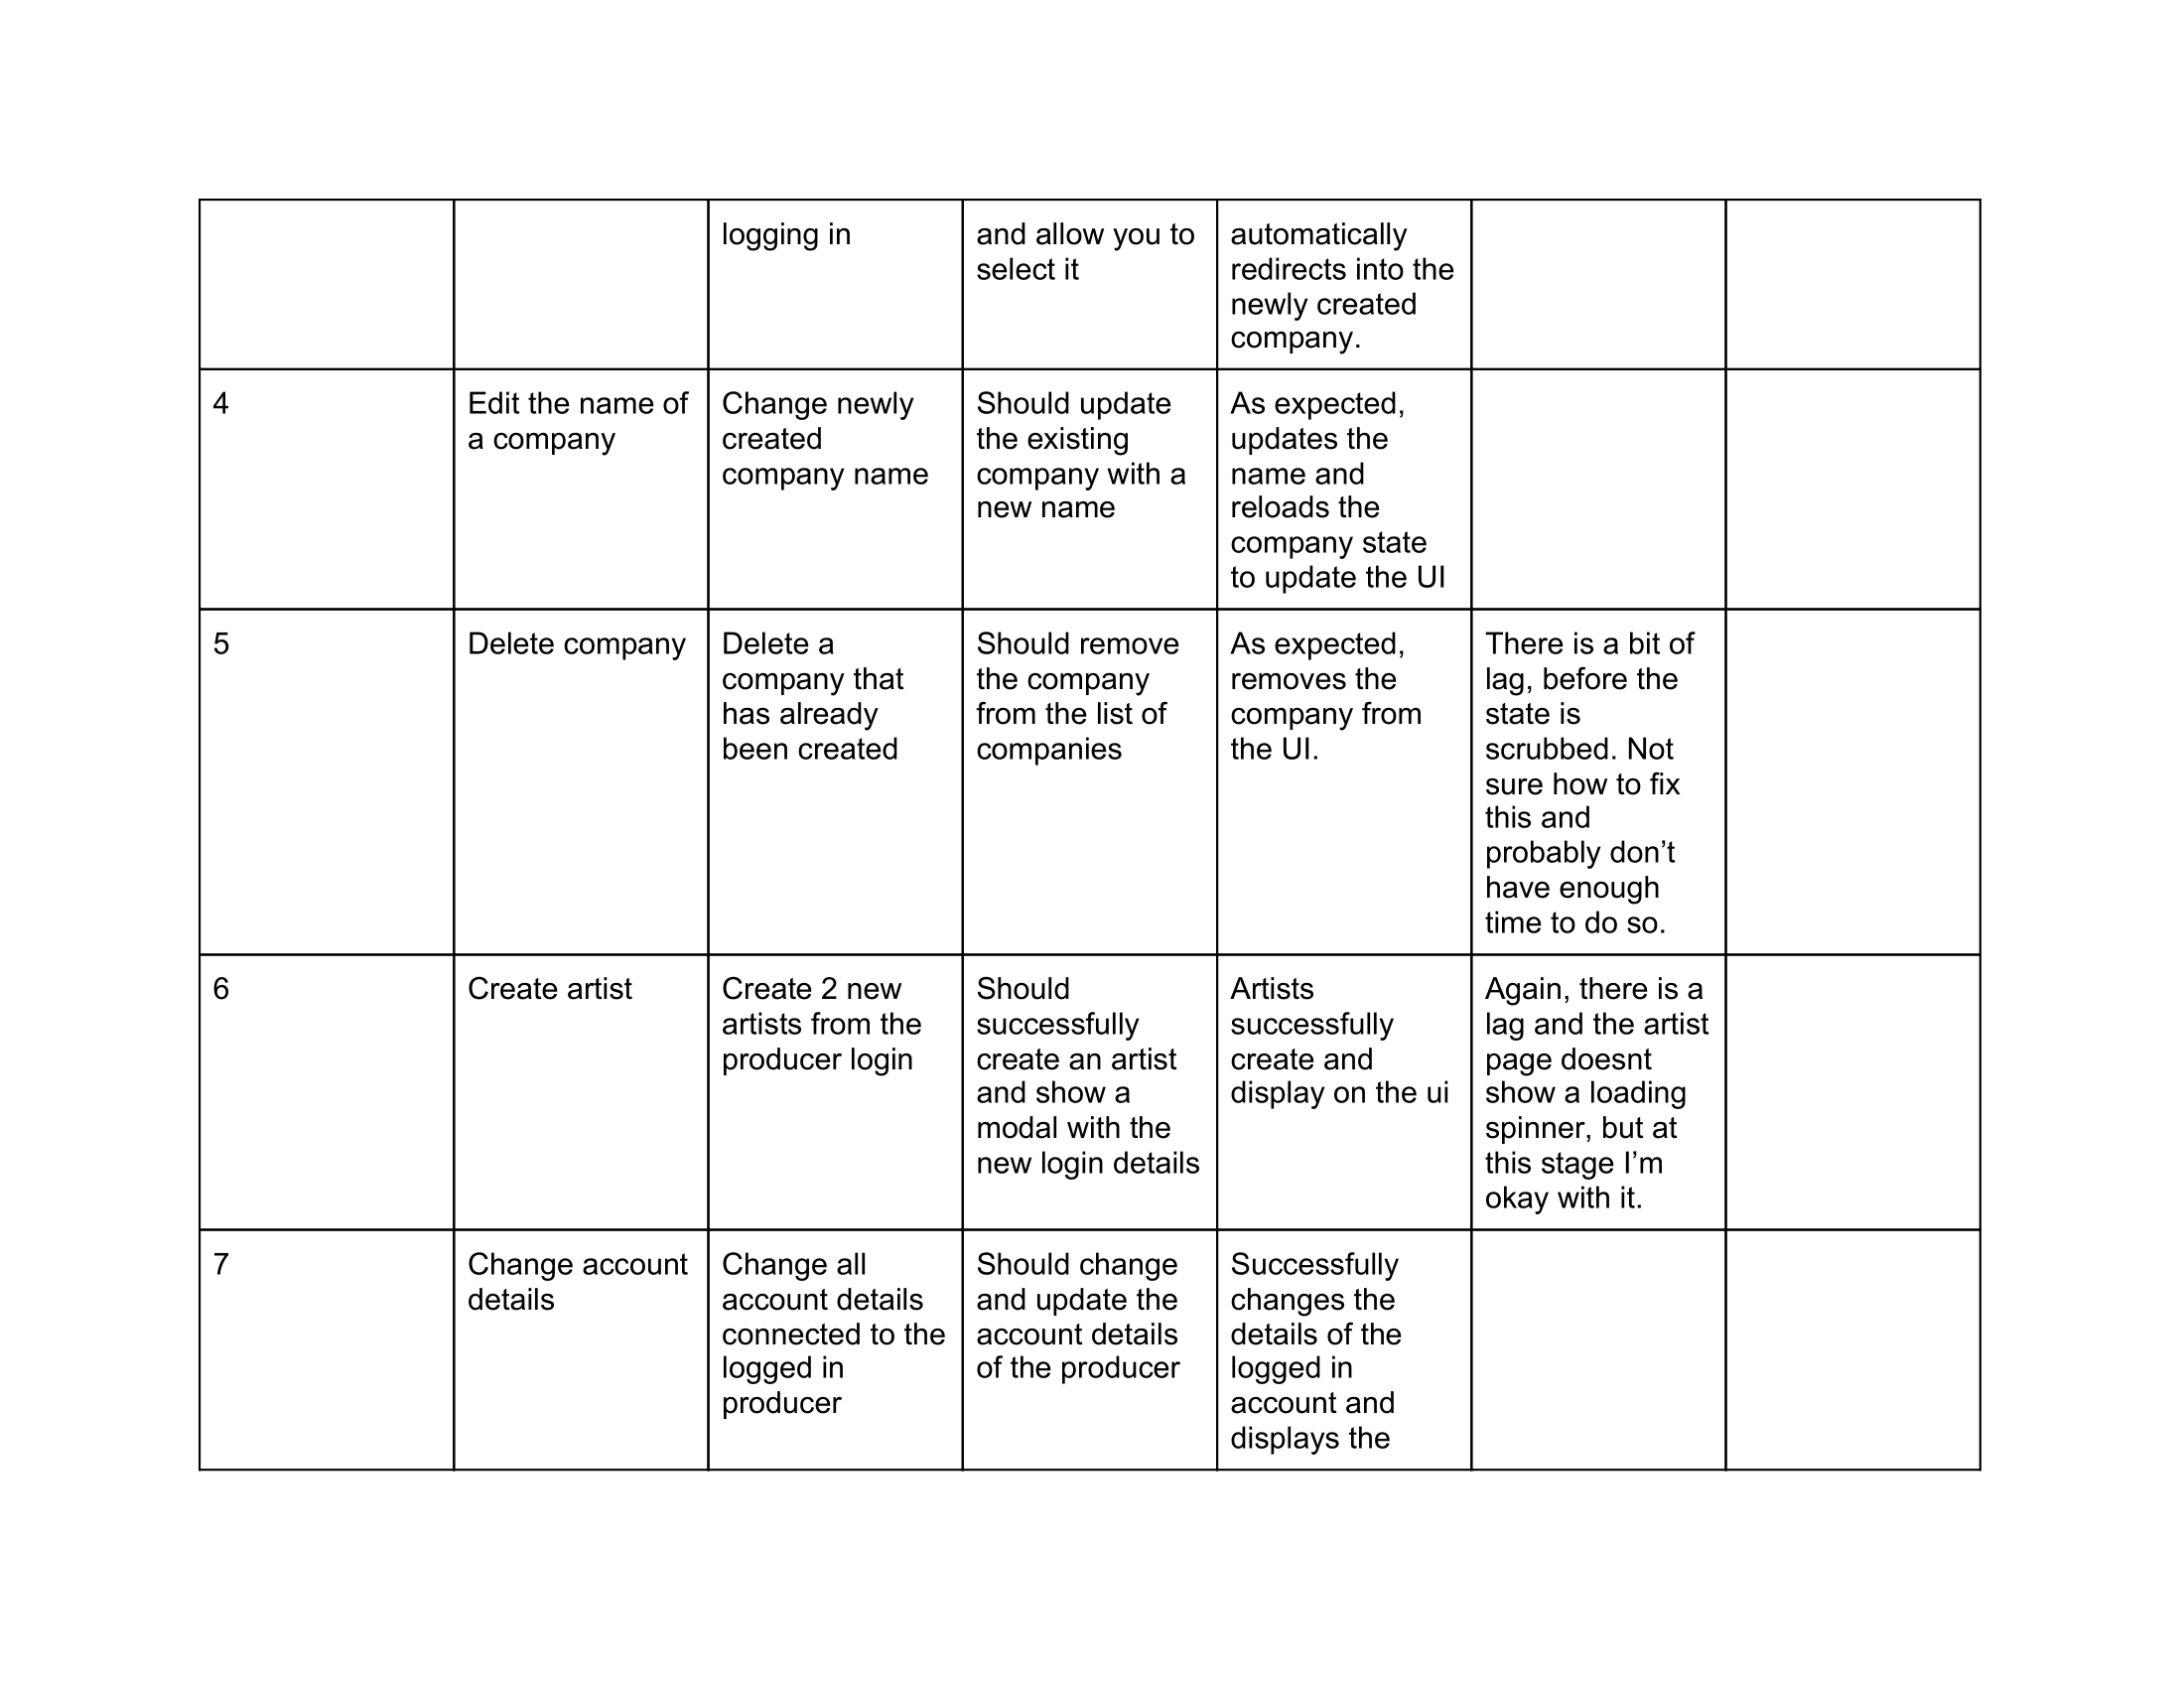 logging in
and allow you to
select it
automatically
redirects into the
newly created
company.
4
Edit the name of
a company
Change newly
created
company name
Should update
the existing
company with a
new name
As expected,
updates the
name and
reloads the
company state
to update the UI
5
Delete company
Delete a
company that
has already
been created
Should remove
the company
from the list of
companies
As expected,
removes the
company from
the UI.
There is a bit of
lag, before the
state is
scrubbed. Not
sure how to fix
this and
probably don’t
have enough
time to do so.
6
Create artist
Create 2 new
artists from the
producer login
Should
successfully
create an artist
and show a
modal with the
new login details
Artists
successfully
create and
display on the ui
Again, there is a
lag and the artist
page doesnt
show a loading
spinner, but at
this stage I’m
okay with it.
7
Change account
details
Change all
account details
connected to the
logged in
producer
Should change
and update the
account details
of the producer
Successfully
changes the
details of the
logged in
account and
displays the